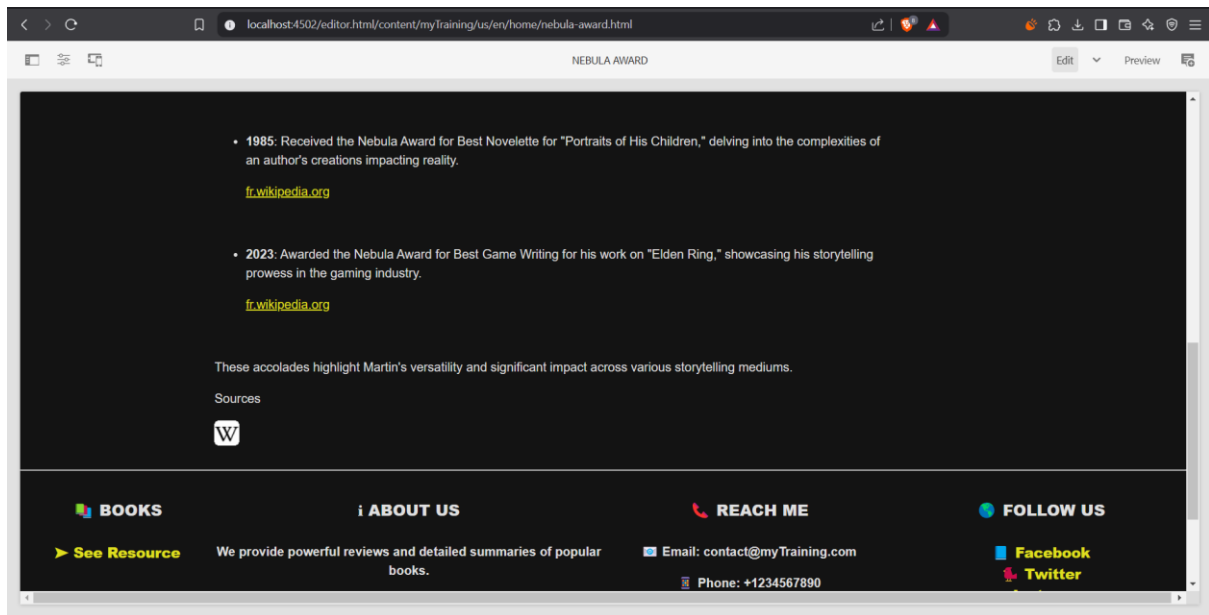 localhost:4502/editor.html/content/myTraining/us/en/home/nebula-award.html
NEBULA AWARD
Edit
Preview
• 1985: Received the Nebula Award for Best Novelette for "Portraits of His Children," delving into the complexities of
an author's creations impacting reality.
fr.wikipedia.org
• 2023: Awarded the Nebula Award for Best Game Writing for his work on "Elden Ring," showcasing his storytelling
prowess in the gaming industry.
fr.wikipedia.org
These accolades highlight Martin's versatility and significant impact across various storytelling mediums.
Sources
W
BOOKS
➤ See Resource
i ABOUT US
We provide powerful reviews and detailed summaries of popular
books.
REACH ME
Email: contact@myTraining.com
Phone: +1234567890
FOLLOW US
Facebook
Twitter